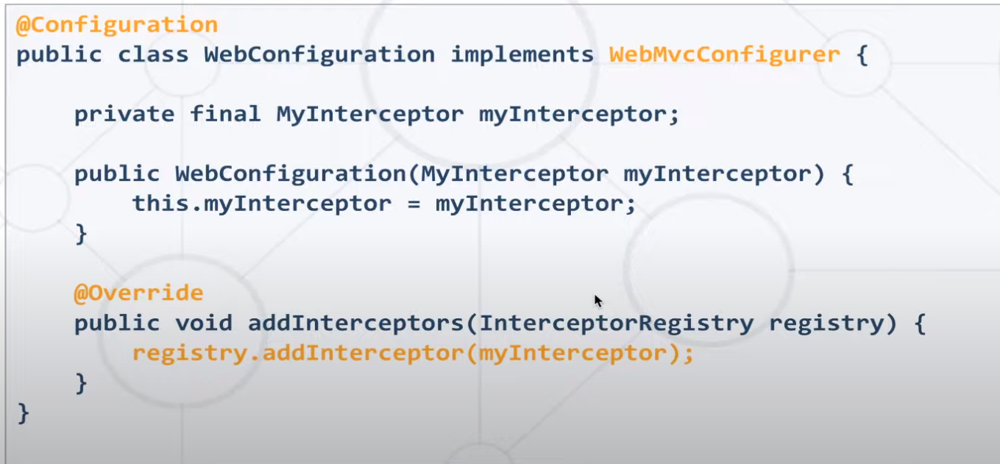 @Configuration
public class WebConfiguration implements WebMvcConfigurer {
private final MyInterceptor myInterceptor;
public WebConfiguration(MyInterceptor myInterceptor) {
this.myInterceptor = myInterceptor;
}
@Override
public void addInterceptors(InterceptorRegistry registry) {
registry.addInterceptor(myInterceptor);
}
}